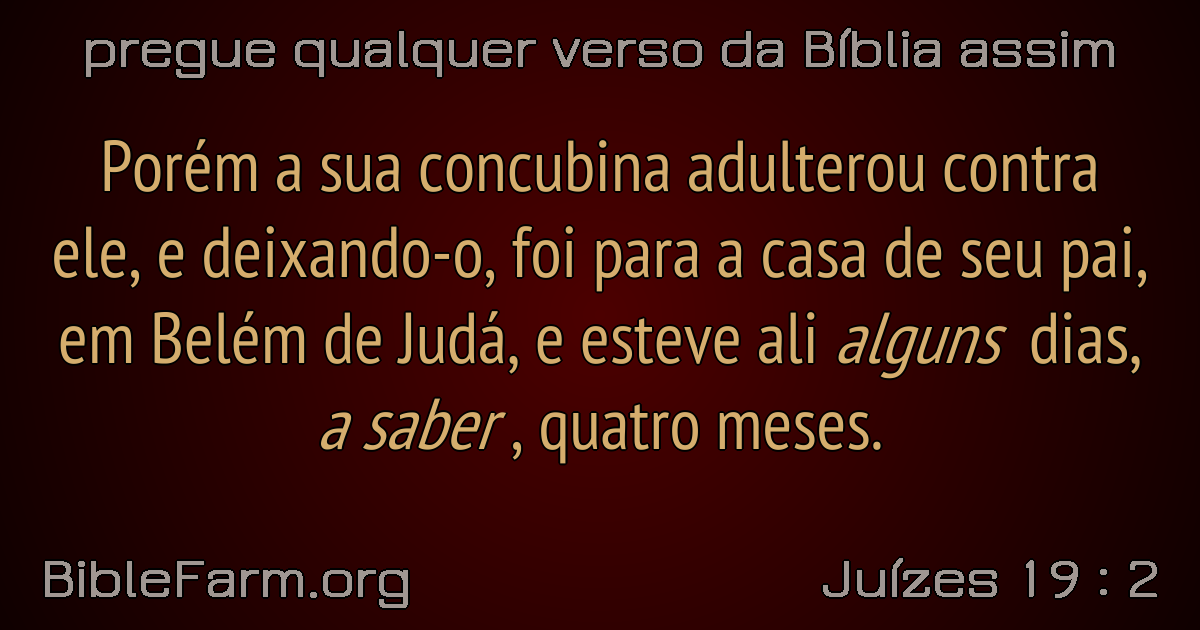 pregue qualquer verso da Bíblia assim
Porém a sua concubina adulterou contra
ele, e deixando-o, foi para a casa de seu pai,
em Belém de Judá, e esteve ali alguns dias,
a saber , quatro meses.
BibleFarm.org
Juízes 19 : 2